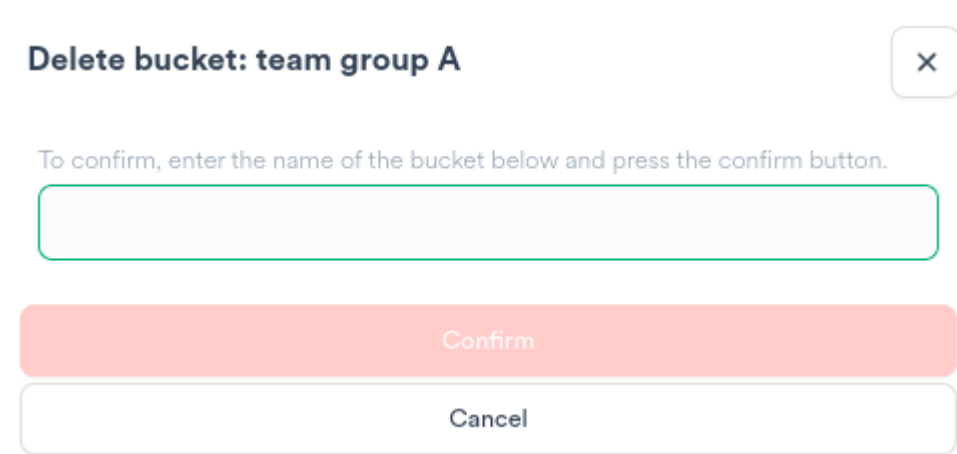 Delete bucket: team group A
To confirm, enter the name of the bucket below and press the confirm button.
Confirm
Cancel